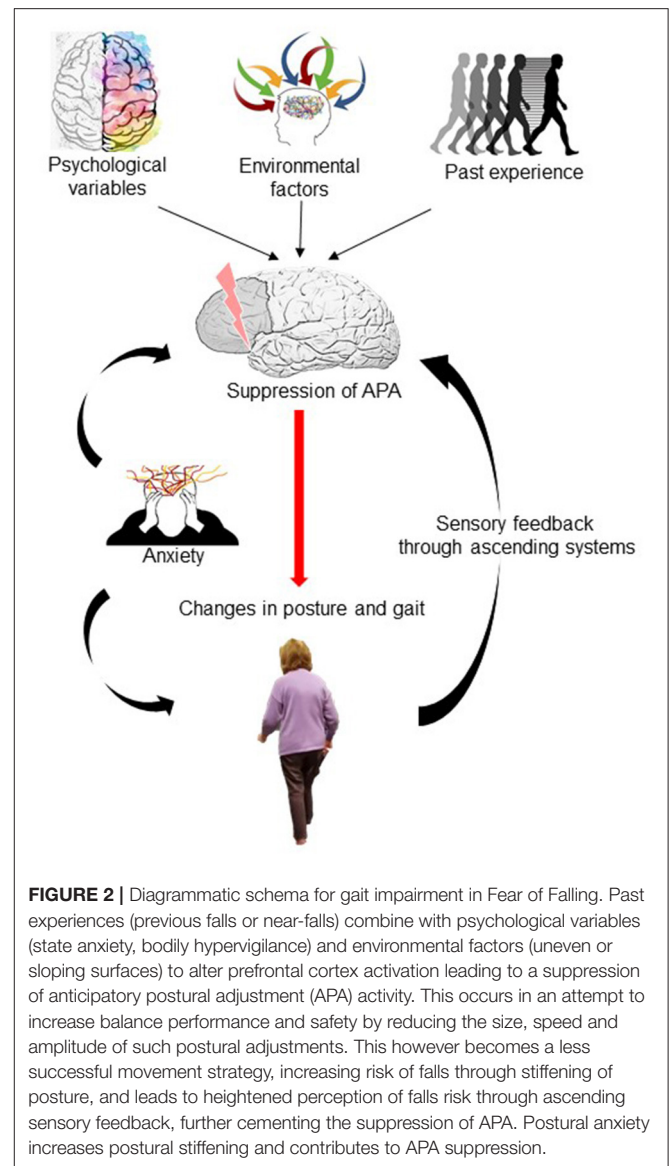 Psychological
variables
Environmental
factors
Past experience
Suppression of APA
Anxiety
Sensory feedback
through ascending systems
Changes in posture and gait
FIGURE 2 | Diagrammatic schema for gait impairment in Fear of Falling. Past
experiences (previous falls or near-falls) combine with psychological variables
(state anxiety, bodily hypervigilance) and environmental factors (uneven or
sloping surfaces) to alter prefrontal cortex activation leading to a suppression
of anticipatory postural adjustment (APA) activity. This occurs in an attempt to
increase balance performance and safety by reducing the size, speed and
amplitude of such postural adjustments. This however becomes a less
successful movement strategy, increasing risk of falls through stiffening of
posture, and leads to heightened perception of falls risk through ascending
sensory feedback, further cementing the suppression of APA. Postural anxiety
increases postural stiffening and contributes to APA suppression.